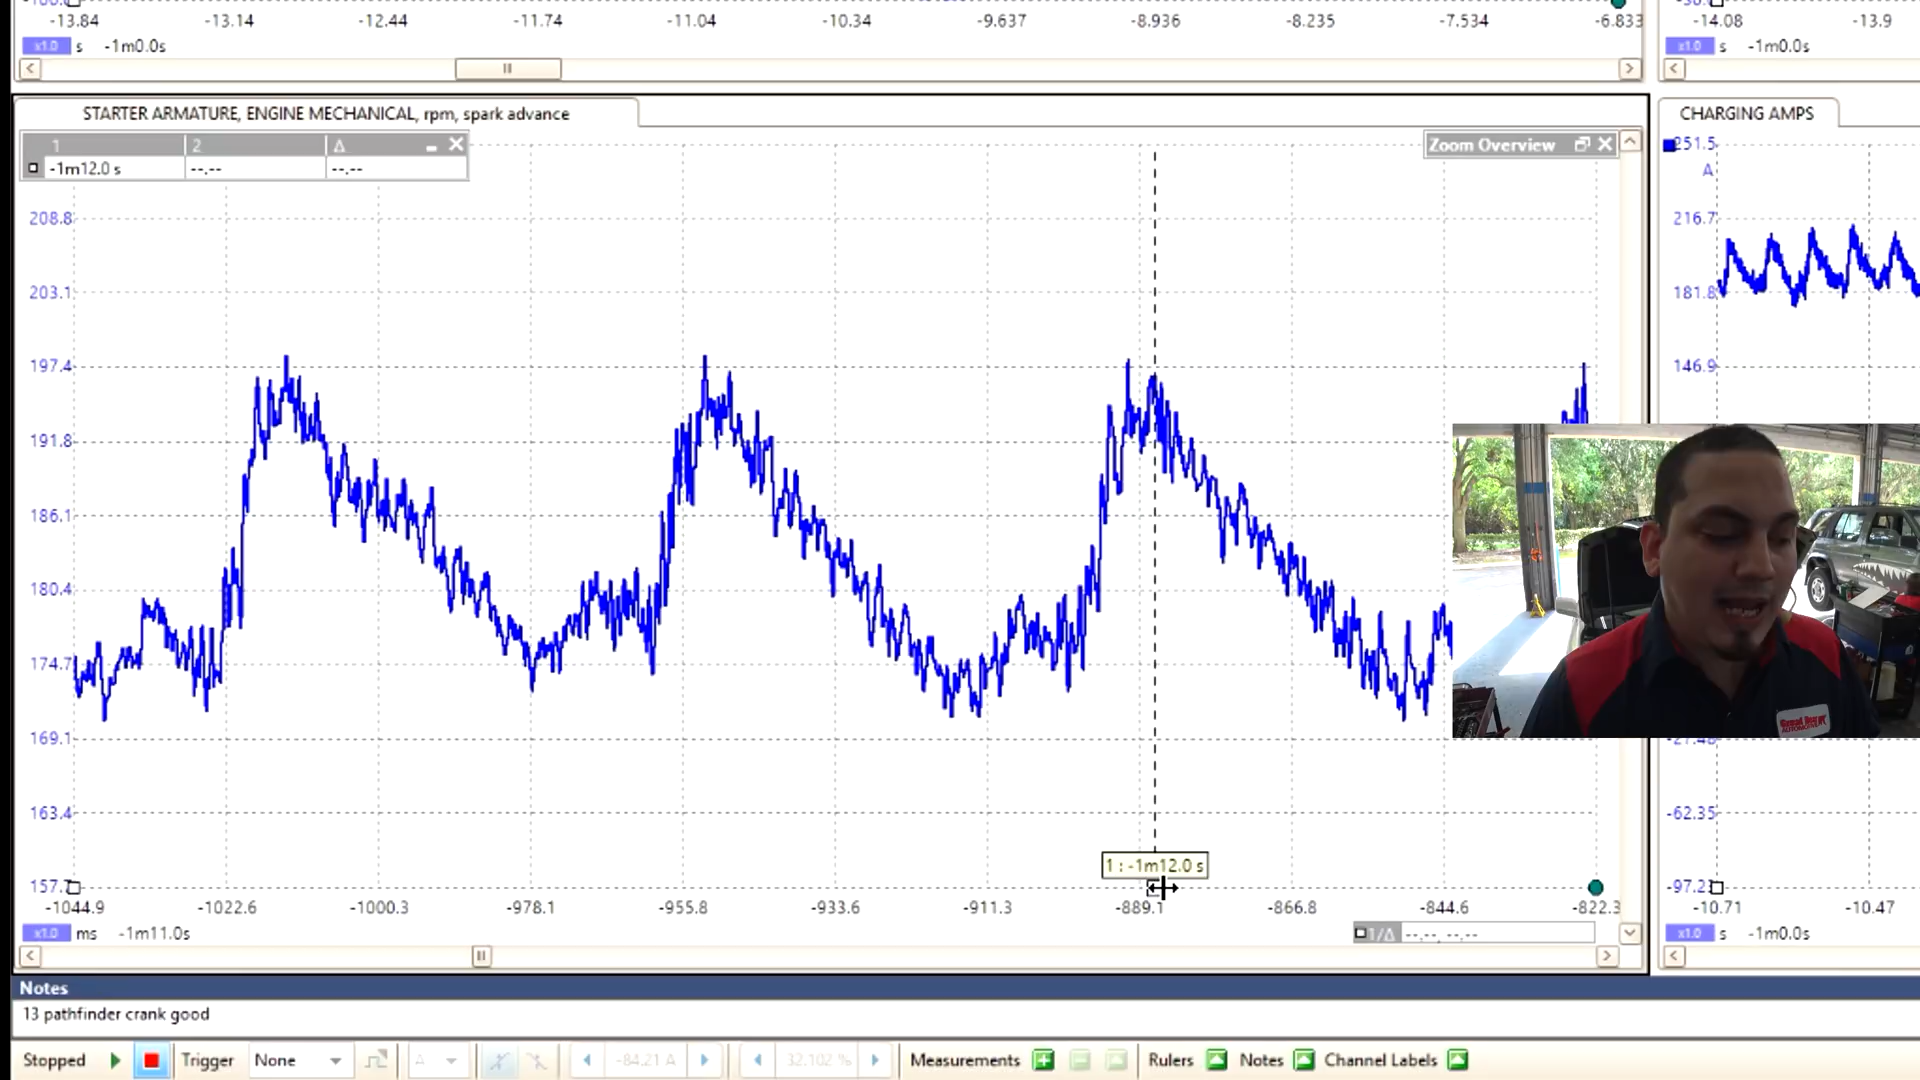 -13.84 -13.14 -12.44 -11.74 -11.04 -10.34 -9.637 -8.936 -8.235 -7.534 -6.833
x1.0 s -1m0.0s
-14.08 -13.9
x1.0 s -1m0.0s
STARTER ARMATURE, ENGINE MECHANICAL, rpm, spark advance
1 2 Δ
-1m12.0 s --,-- --,--
Zoom Overview
208.8
203.1
197.4
191.8
186.1
180.4
174.7
169.1
163.4
157.7
1 : -1m12.0 s
-1044.9 -1022.6 -1000.3 -978.1 -955.8 -933.6 -911.3 -889.1 -866.8 -844.6 -822.3
x1.0 ms -1m11.0s
1/Δ --,--, --,--
CHARGING AMPS
251.5
A
216.7
181.8
146.9
-62.35
-97.2
-10.71 -10.47
x1.0 s -1m0.0s
Notes
13 pathfinder crank good
Stopped Trigger None A -84.21 A 32.102 % Measurements Rulers Notes Channel Labels